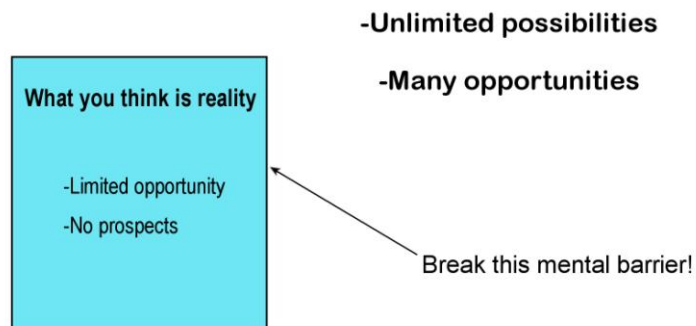 -Unlimited possibilities
-Many opportunities
What you think is reality
-Limited opportunity
-No prospects
Break this mental barrier!